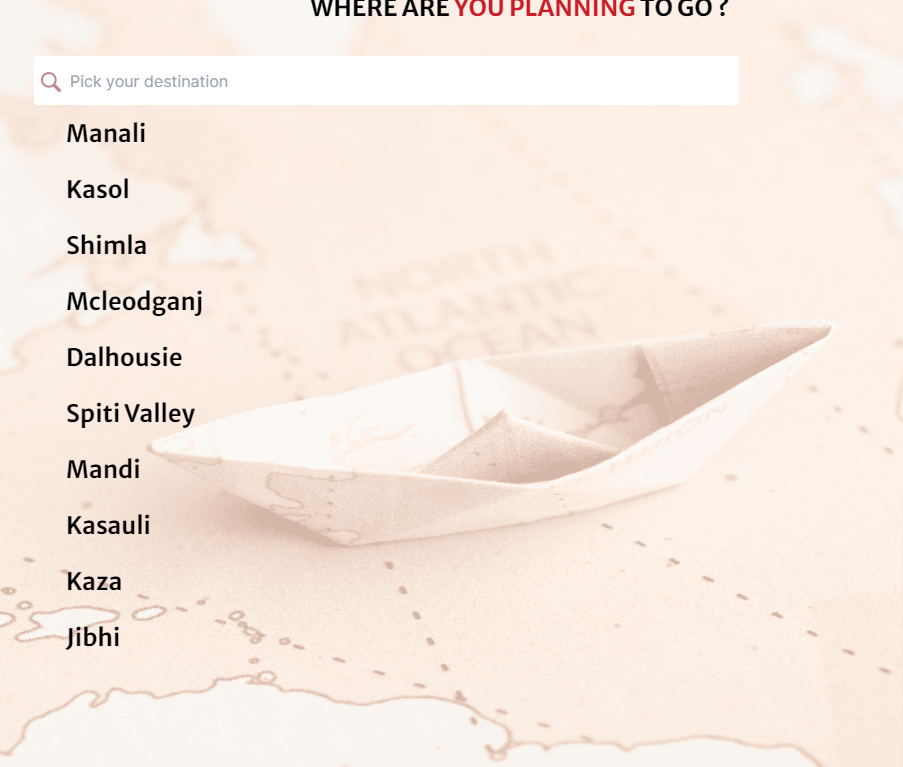 WHERE ARE YOU PLANNING TO GO ?
Pick your destination
Manali
Kasol
Shimla
Mcleodganj
Dalhousie
Spiti Valley
Mandi
Kasauli
Kaza
Jibhi
NORTH
ATLANTIC
OCEAN